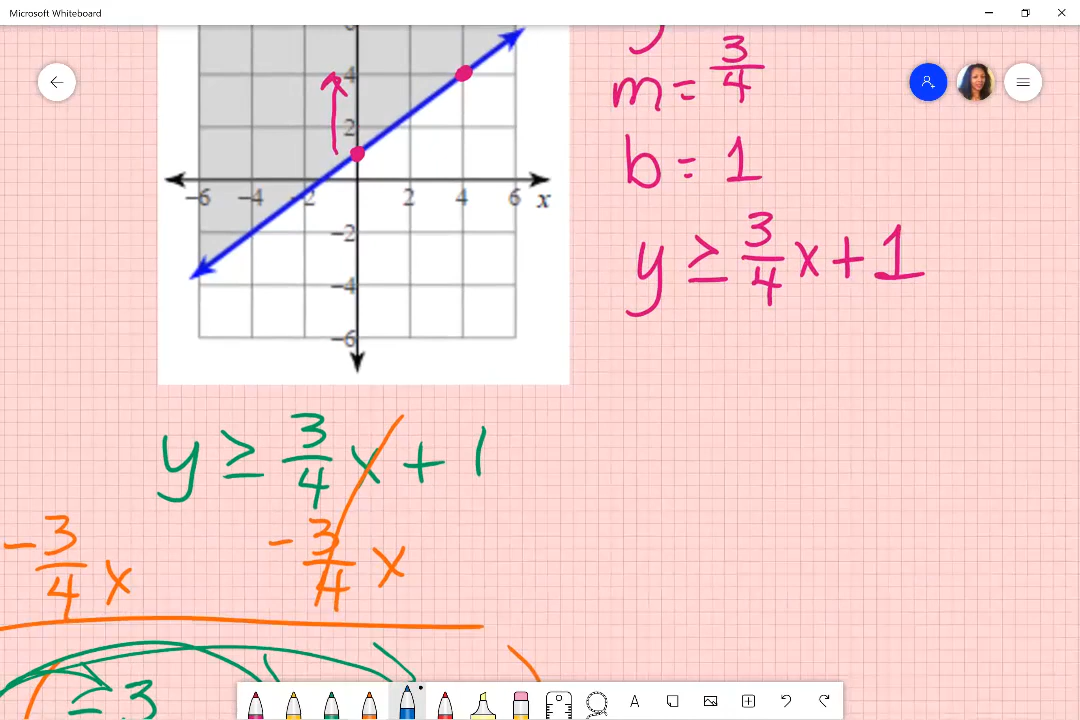 Microsoft Whiteboard
4
2
-6 -4 -2 2 4 6 x
-2
-4
-6
m = 3/4
b = 1
y ≥ 3/4 x + 1
y ≥ 3/4 x + 1
- 3/4 x - 3/4 x
3
A